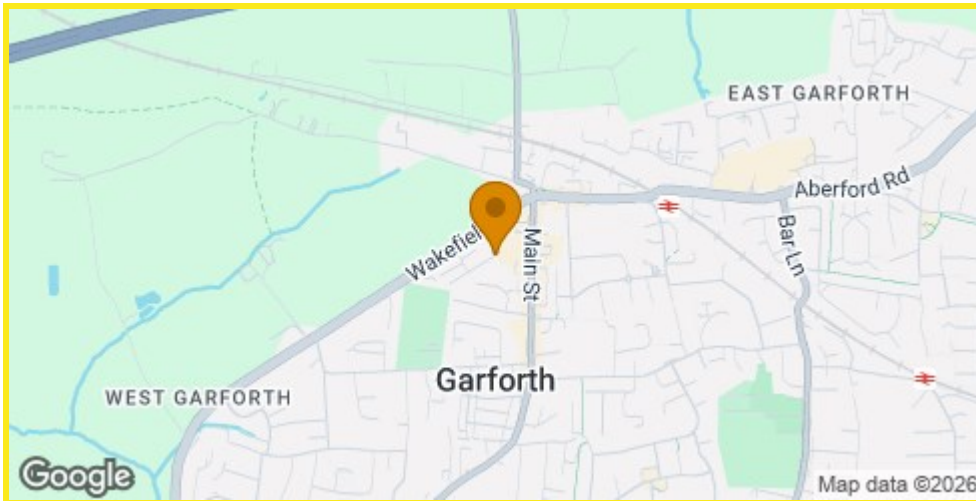 EAST GARFORTH
Aberford Rd
Main St
Bar Ln
Garforth
WEST GARFORTH
Google
Map data ©2026